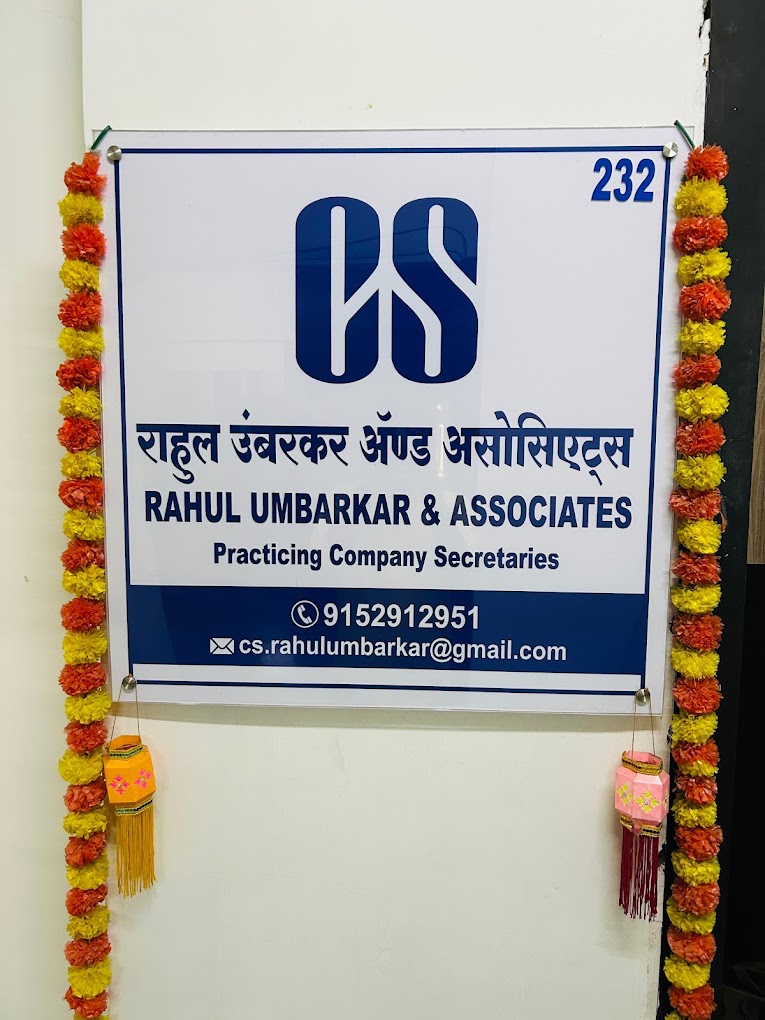 232
CS
राहुल उंबरकर ॲण्ड असोसिएट्स
RAHUL UMBARKAR & ASSOCIATES
Practicing Company Secretaries
9152912951
cs.rahulumbarkar@gmail.com